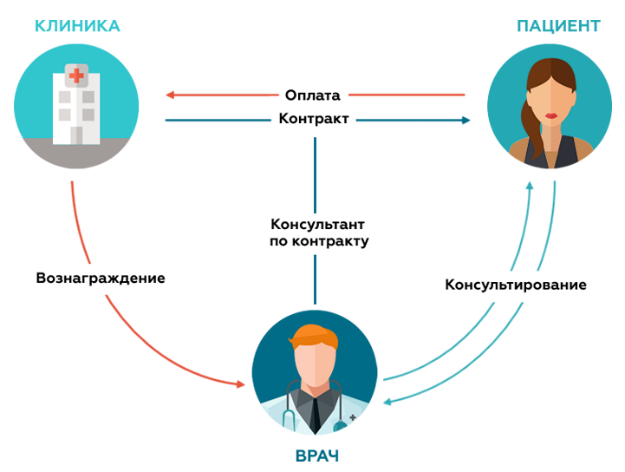 КЛИНИКА
ПАЦИЕНТ
Оплата
Контракт
Консультант
по контракту
Вознаграждение
Консультирование
ВРАЧ